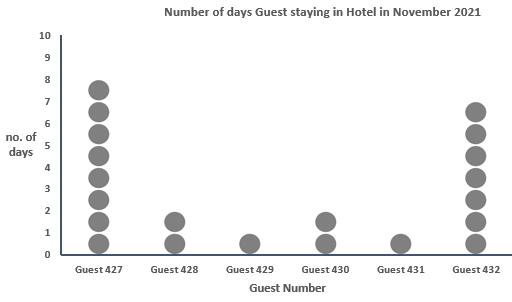 Number of days Guest staying in Hotel in November 2021
10
9
8
7
6
5
4
3
2
1
0
no. of
days
Guest 427 Guest 428 Guest 429 Guest 430 Guest 431 Guest 432
Guest Number